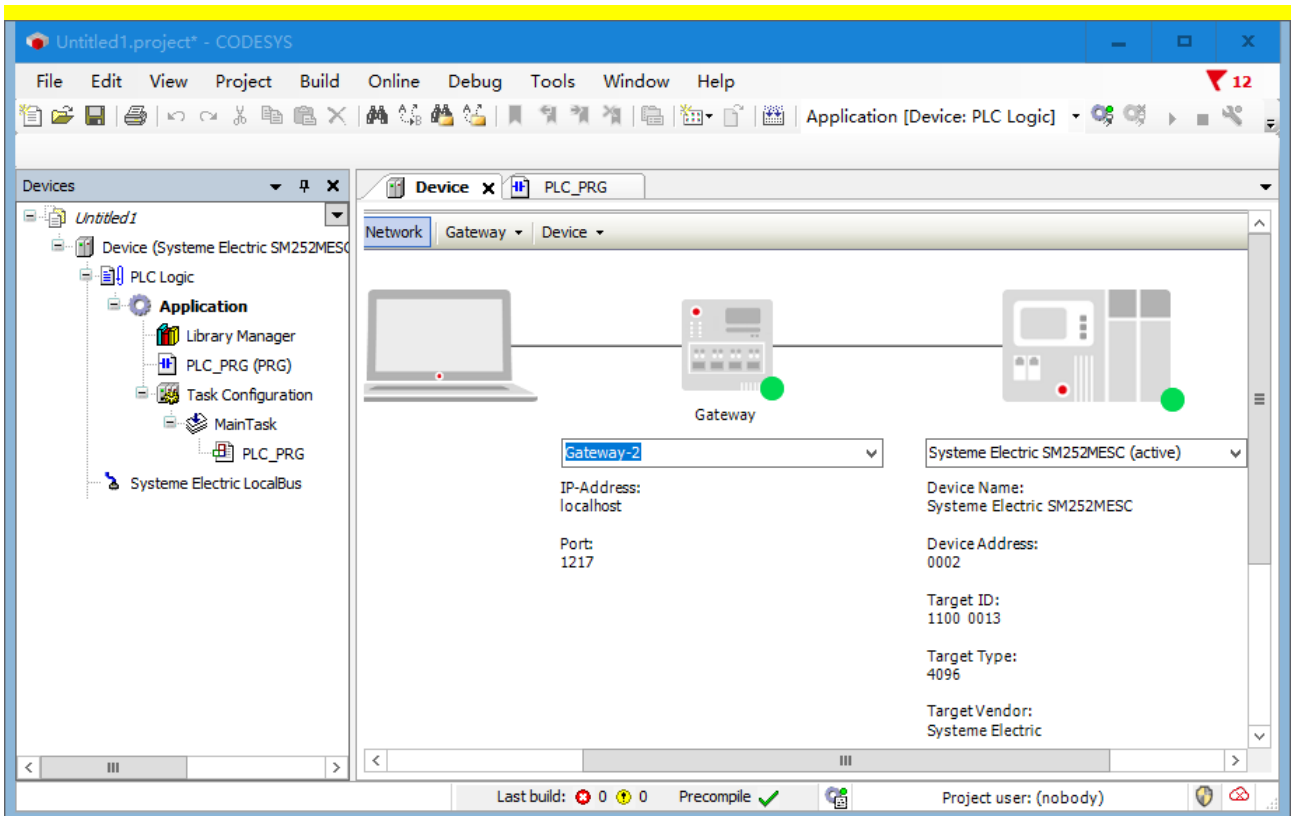 Untitled1.project* - CODESYS
File Edit View Project Build Online Debug Tools Window Help 12
Application [Device: PLC Logic]
Devices
Device PLC_PRG
Untitled1
Device (Systeme Electric SM252MESC
PLC Logic
Application
Library Manager
PLC_PRG (PRG)
Task Configuration
MainTask
PLC_PRG
Systeme Electric LocalBus
Network Gateway Device
Gateway
Gateway-2
IP-Address:
localhost
Port:
1217
Systeme Electric SM252MESC (active)
Device Name:
Systeme Electric SM252MESC
Device Address:
0002
Target ID:
1100 0013
Target Type:
4096
Target Vendor:
Systeme Electric
Last build: 0 0 Precompile Project user: (nobody)